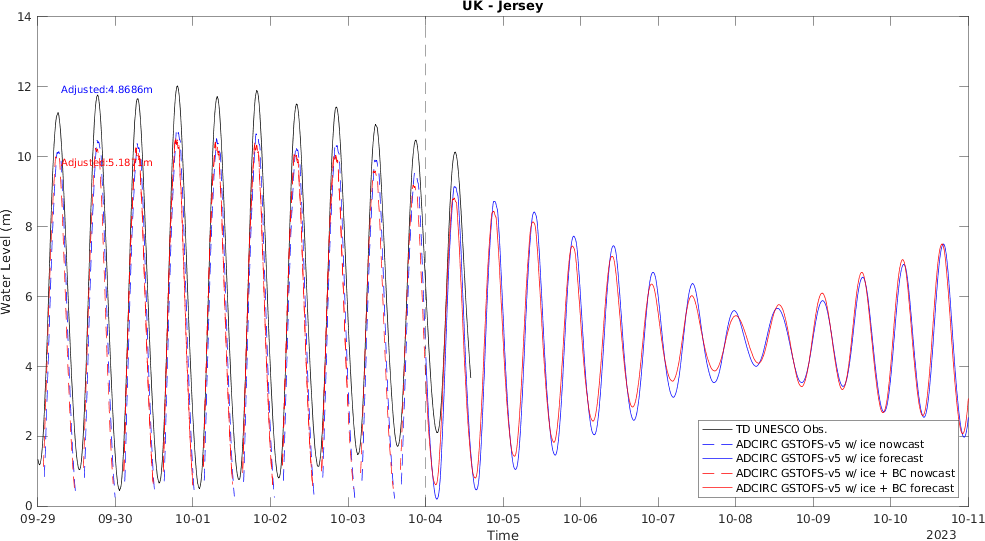 UK - Jersey
14
12
10
8
6
4
2
0
Water Level (m)
Adjusted:4.8686m
Adjusted:5.1871m
TD UNESCO Obs.
ADCIRC GSTOFS-v5 w/ ice nowcast
ADCIRC GSTOFS-v5 w/ ice forecast
ADCIRC GSTOFS-v5 w/ ice + BC nowcast
ADCIRC GSTOFS-v5 w/ ice + BC forecast
09-29 09-30 10-01 10-02 10-03 10-04 10-05 10-06 10-07 10-08 10-09 10-10 10-11
Time
2023